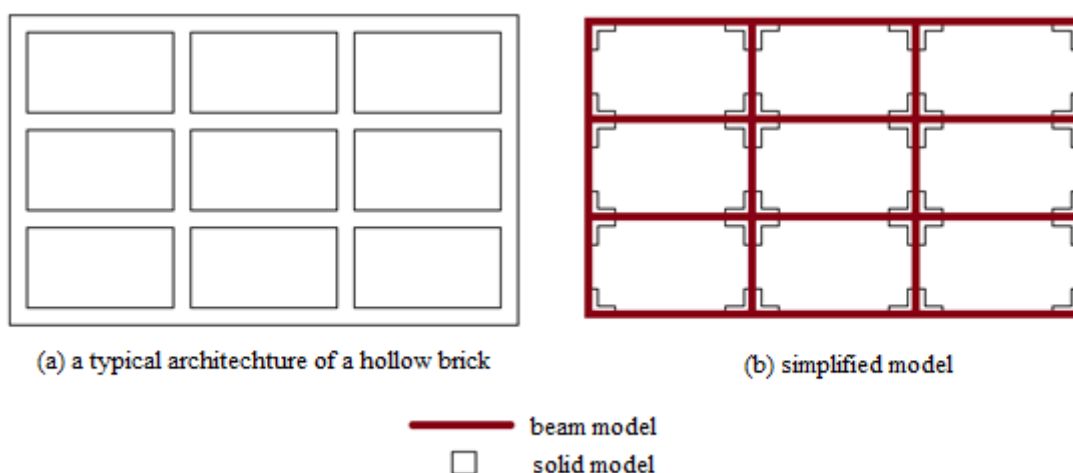 (a) a typical architechture of a hollow brick
(b) simplified model
beam model
solid model